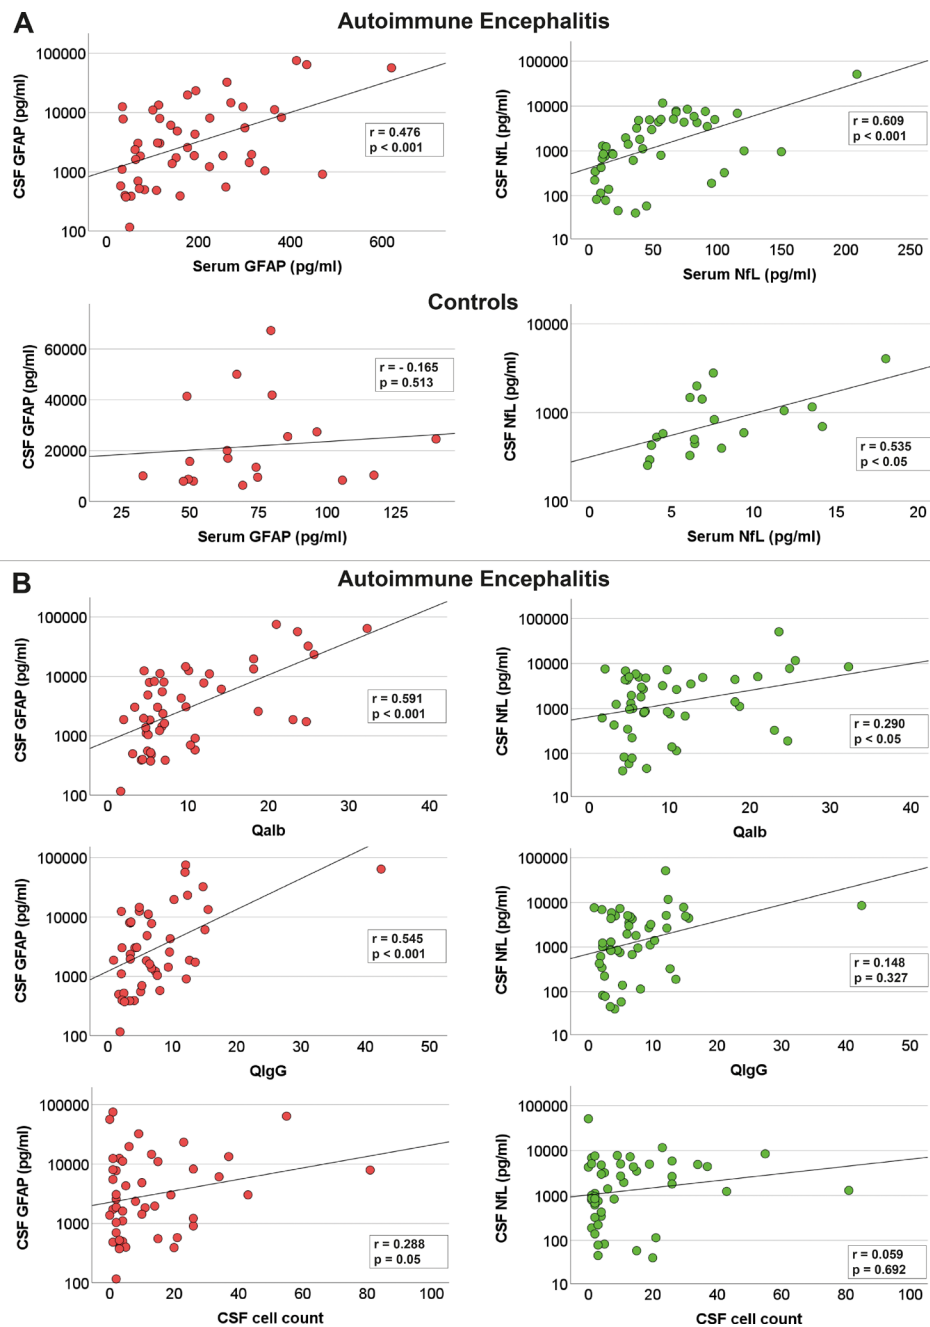 A
Autoimmune Encephalitis
CSF GFAP (pg/ml)
100000
10000
1000
100
0
200
400
600
Serum GFAP (pg/ml)
r = 0.476
p < 0.001
CSF NfL (pg/ml)
100000
10000
1000
100
10
0
50
100
150
200
250
Serum NfL (pg/ml)
r = 0.609
p < 0.001
Controls
CSF GFAP (pg/ml)
60000
40000
20000
0
25
50
75
100
125
Serum GFAP (pg/ml)
r = - 0.165
p = 0.513
CSF NfL (pg/ml)
10000
1000
100
0
5
10
15
20
Serum NfL (pg/ml)
r = 0.535
p < 0.05
B
Autoimmune Encephalitis
CSF GFAP (pg/ml)
100000
10000
1000
100
0
10
20
30
40
Qalb
r = 0.591
p < 0.001
CSF NfL (pg/ml)
100000
10000
1000
100
10
0
10
20
30
40
Qalb
r = 0.290
p < 0.05
CSF GFAP (pg/ml)
100000
10000
1000
100
0
10
20
30
40
50
QIgG
r = 0.545
p < 0.001
CSF NfL (pg/ml)
100000
10000
1000
100
10
0
10
20
30
40
50
QIgG
r = 0.148
p = 0.327
CSF GFAP (pg/ml)
100000
10000
1000
100
0
20
40
60
80
100
CSF cell count
r = 0.288
p = 0.05
CSF NfL (pg/ml)
100000
10000
1000
100
10
0
20
40
60
80
100
CSF cell count
r = 0.059
p = 0.692